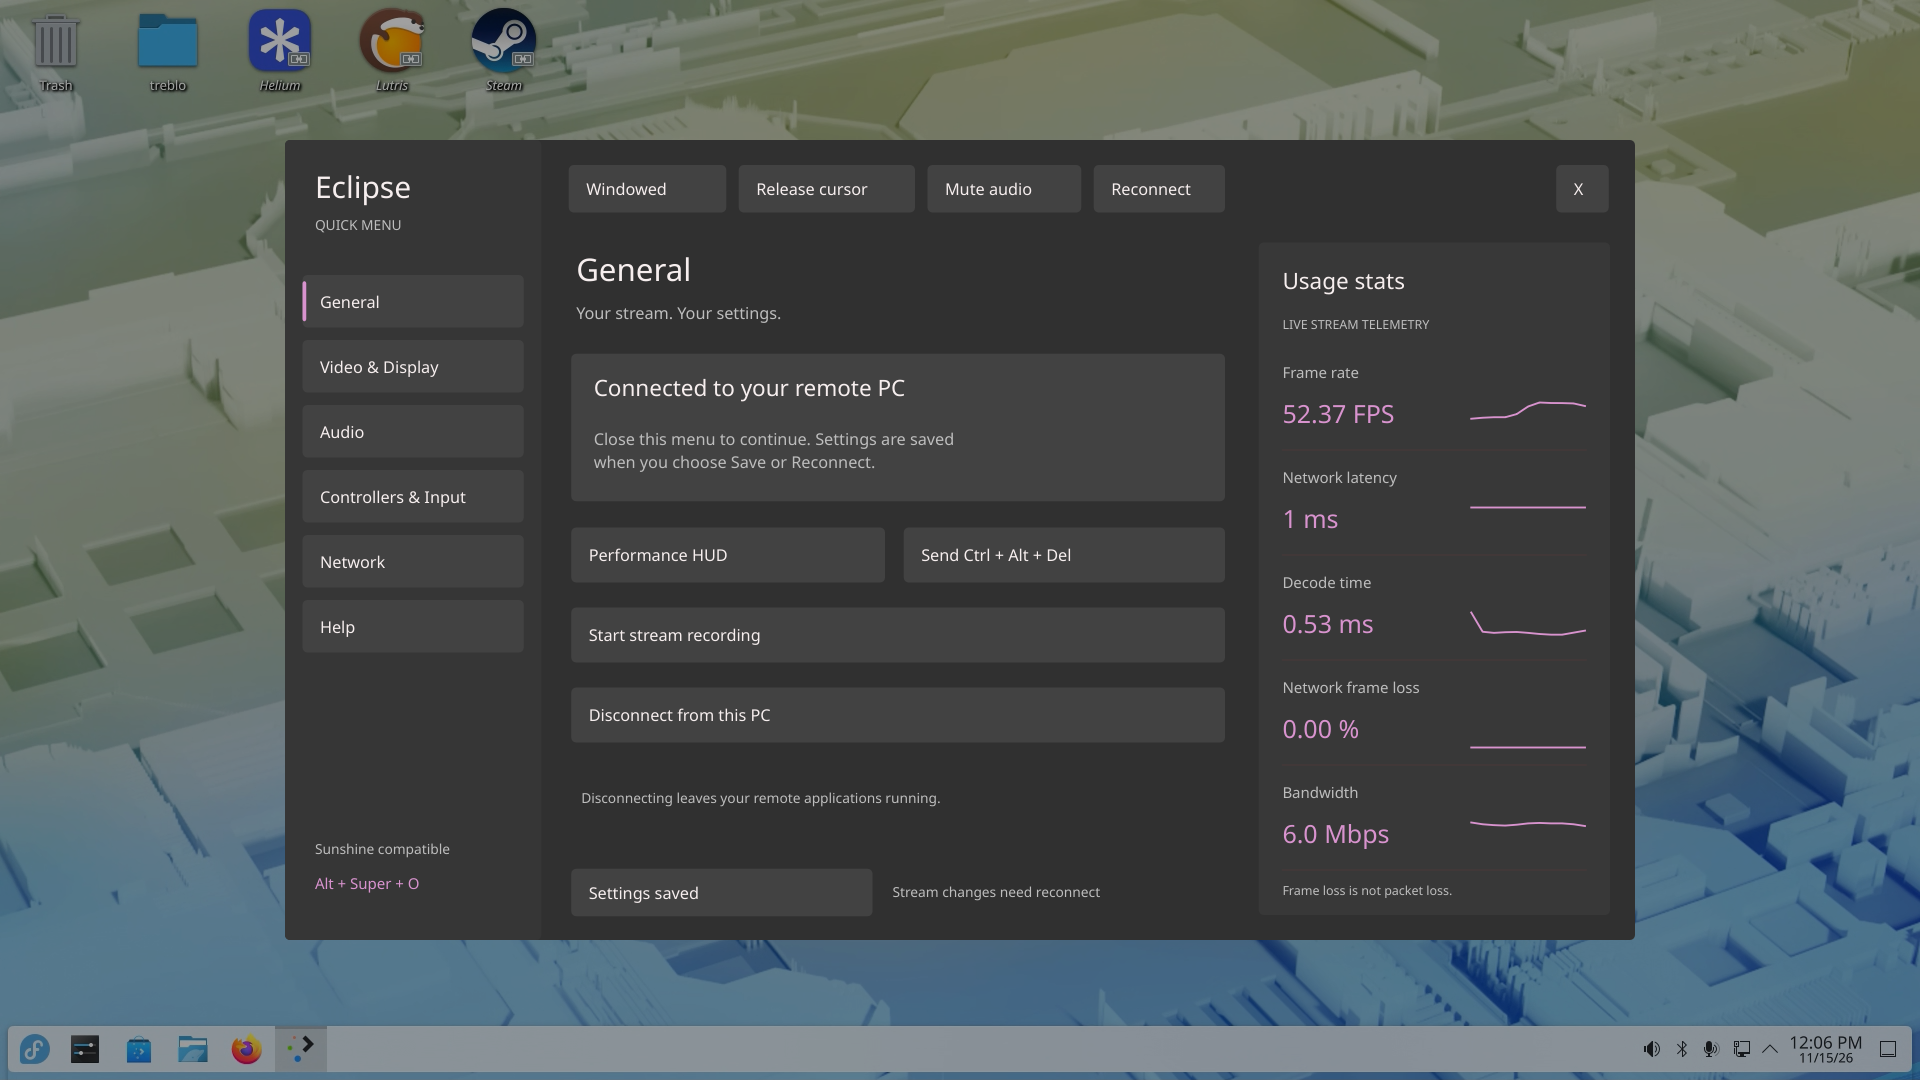 Trash
treblo
Helium
Lutris
Steam
Eclipse
QUICK MENU
General
Video & Display
Audio
Controllers & Input
Network
Help
Sunshine compatible
Alt + Super + O
Windowed
Release cursor
Mute audio
Reconnect
X
General
Your stream. Your settings.
Connected to your remote PC
Close this menu to continue. Settings are saved
when you choose Save or Reconnect.
Performance HUD
Send Ctrl + Alt + Del
Start stream recording
Disconnect from this PC
Disconnecting leaves your remote applications running.
Settings saved
Stream changes need reconnect
Usage stats
LIVE STREAM TELEMETRY
Frame rate
52.37 FPS
Network latency
1 ms
Decode time
0.53 ms
Network frame loss
0.00 %
Bandwidth
6.0 Mbps
Frame loss is not packet loss.
12:06 PM
11/15/26